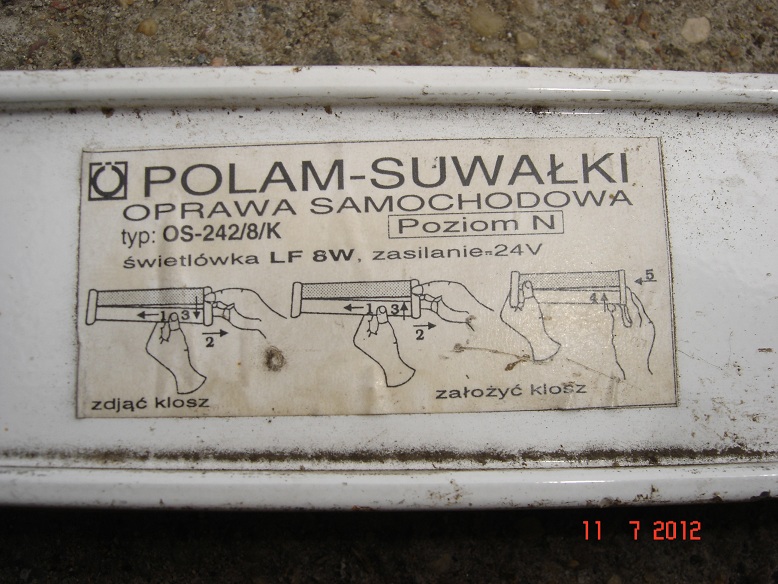 POLAM-SUWAŁKI
OPRAWA SAMOCHODOWA
typ: OS-242/8/K Poziom N
świetlówka LF 8W, zasilanie=24V
1 3 2
1 3 2
4 5
zdjąć klosz
założyć klosz
11 7 2012